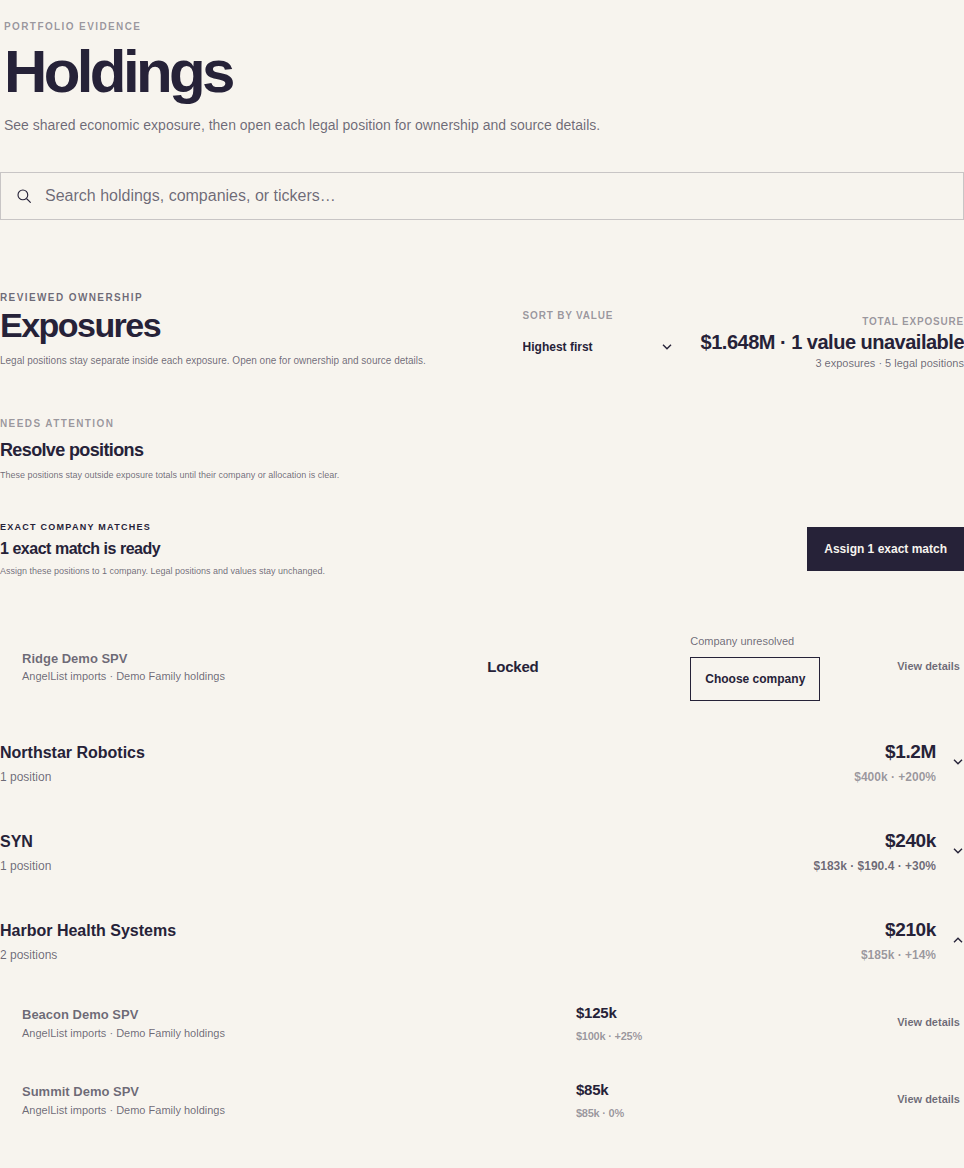 PORTFOLIO EVIDENCE
Holdings
See shared economic exposure, then open each legal position for ownership and source details.
Search holdings, companies, or tickers…
REVIEWED OWNERSHIP
Exposures
Legal positions stay separate inside each exposure. Open one for ownership and source details.
SORT BY VALUE
Highest first
TOTAL EXPOSURE
$1.648M · 1 value unavailable
3 exposures · 5 legal positions
NEEDS ATTENTION
Resolve positions
These positions stay outside exposure totals until their company or allocation is clear.
EXACT COMPANY MATCHES
1 exact match is ready
Assign these positions to 1 company. Legal positions and values stay unchanged.
Assign 1 exact match
Ridge Demo SPV
AngelList imports · Demo Family holdings
Locked
Company unresolved
Choose company
View details
Northstar Robotics
1 position
$1.2M
$400k · +200%
SYN
1 position
$240k
$183k · $190.4 · +30%
Harbor Health Systems
2 positions
$210k
$185k · +14%
Beacon Demo SPV
AngelList imports · Demo Family holdings
$125k
$100k · +25%
View details
Summit Demo SPV
AngelList imports · Demo Family holdings
$85k
$85k · 0%
View details